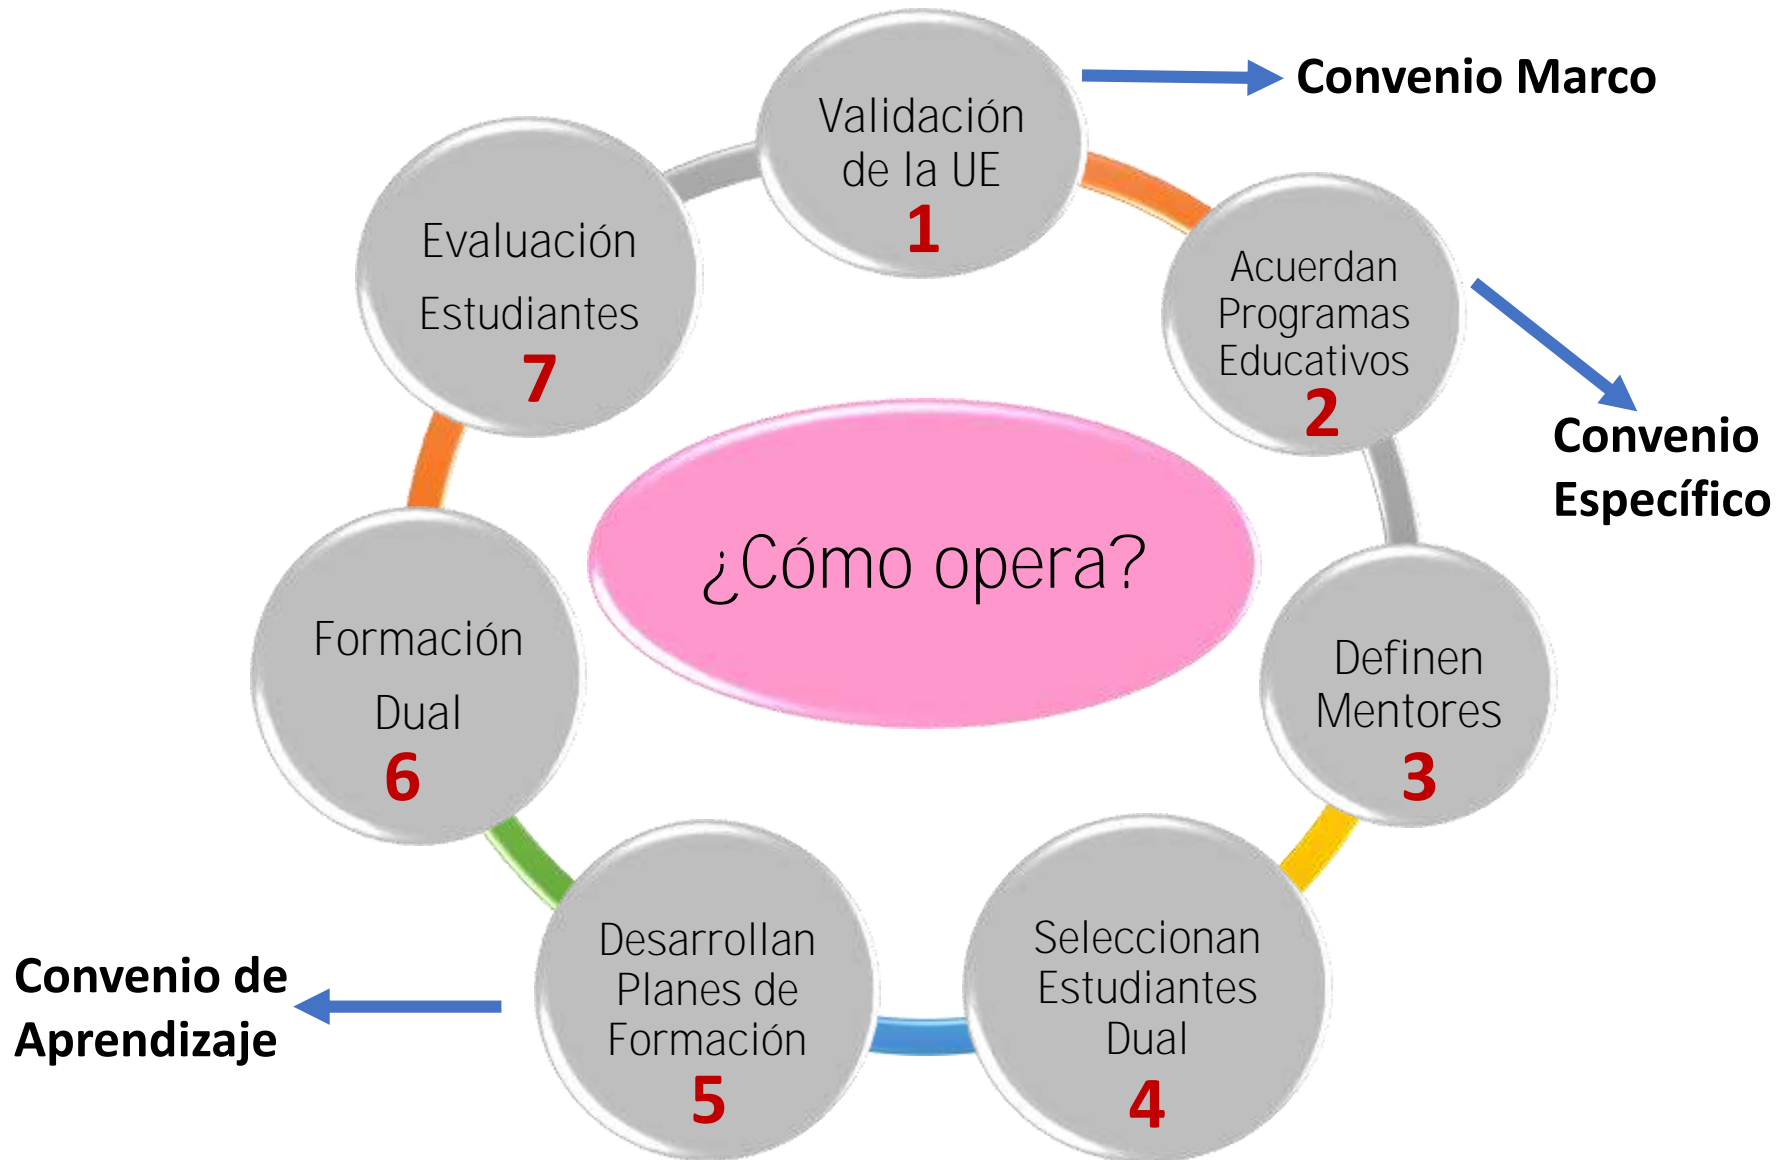 ¿Cómo opera?
Validación
de la UE
1
Convenio Marco
Acuerdan
Programas
Educativos
2
Convenio
Específico
Definen
Mentores
3
Seleccionan
Estudiantes
Dual
4
Desarrollan
Planes de
Formación
5
Convenio de
Aprendizaje
Formación
Dual
6
Evaluación
Estudiantes
7